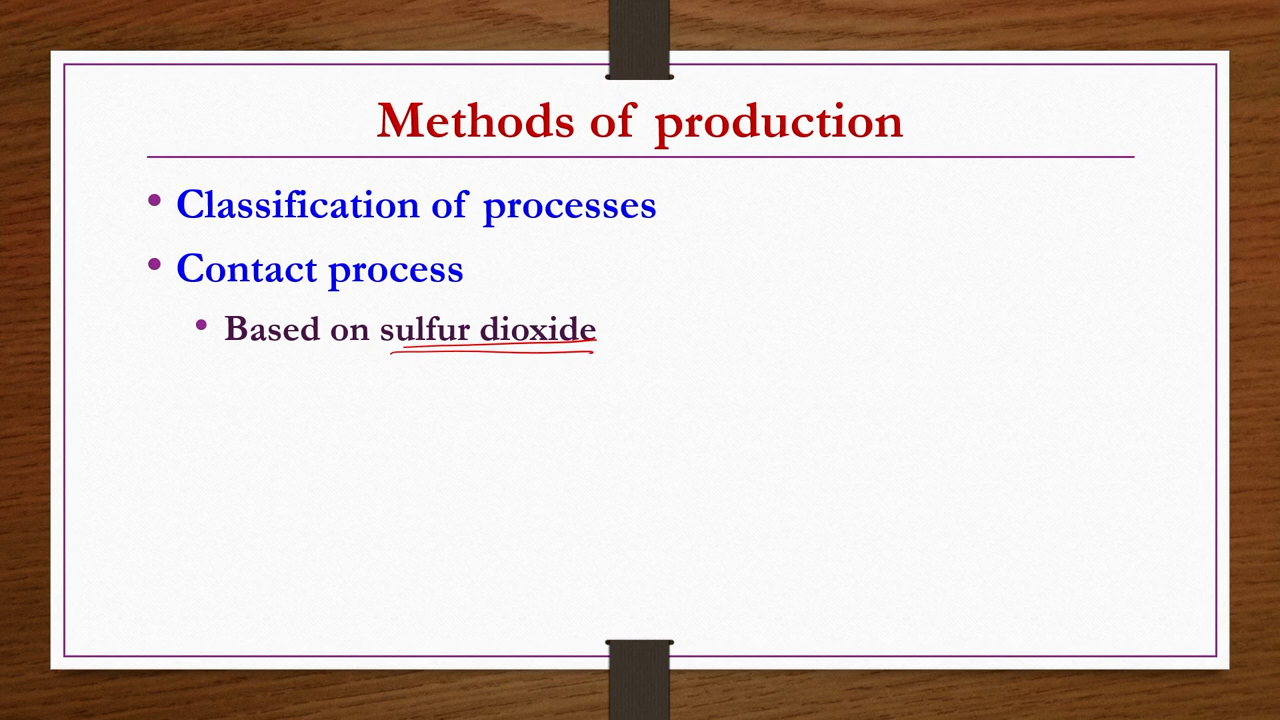 Methods of production
Classification of processes
Contact process
Based on sulfur dioxide